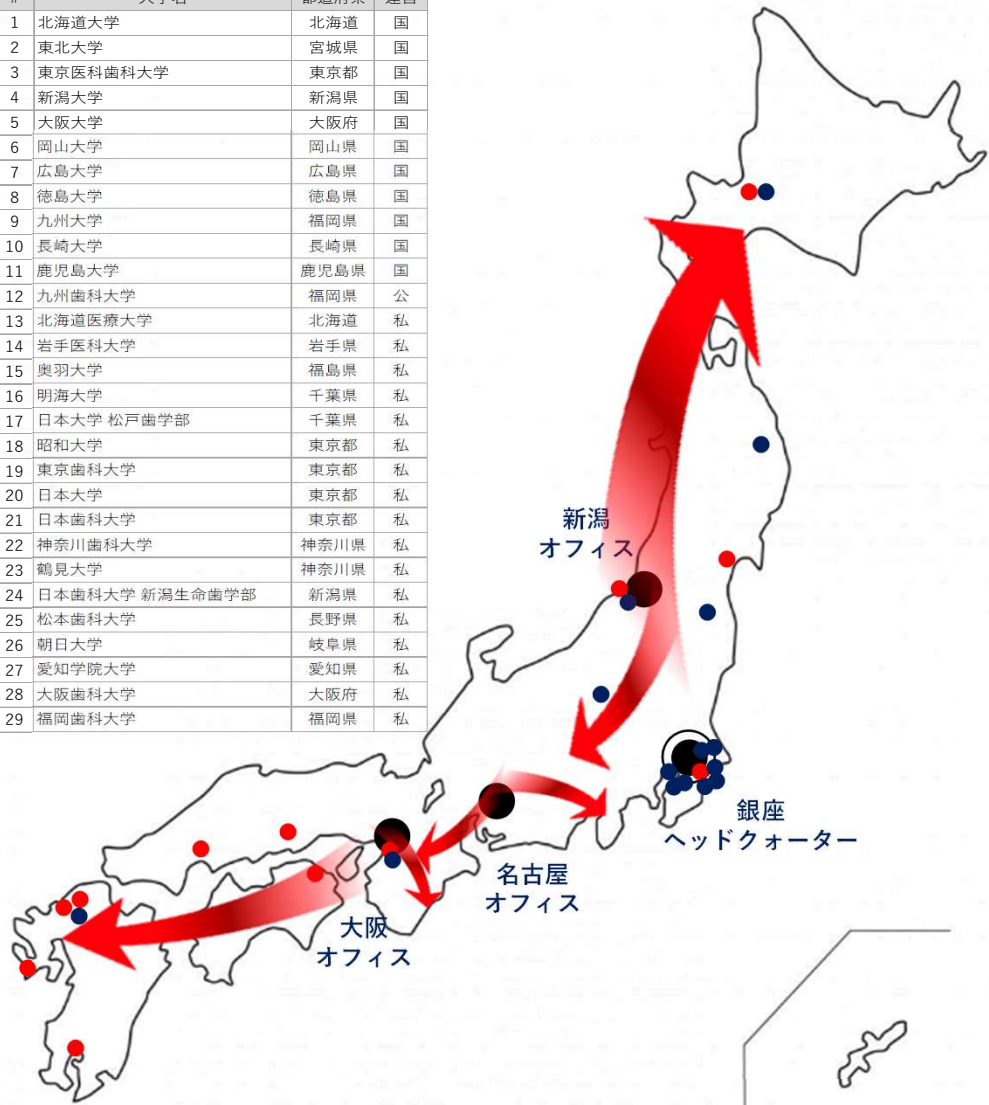 # 大学名 都道府県 運営
1 北海道大学 北海道 国
2 東北大学 宮城県 国
3 東京医科歯科大学 東京都 国
4 新潟大学 新潟県 国
5 大阪大学 大阪府 国
6 岡山大学 岡山県 国
7 広島大学 広島県 国
8 徳島大学 徳島県 国
9 九州大学 福岡県 国
10 長崎大学 長崎県 国
11 鹿児島大学 鹿児島県 国
12 九州歯科大学 福岡県 公
13 北海道医療大学 北海道 私
14 岩手医科大学 岩手県 私
15 奥羽大学 福島県 私
16 明海大学 千葉県 私
17 日本大学 松戸歯学部 千葉県 私
18 昭和大学 東京都 私
19 東京歯科大学 東京都 私
20 日本大学 東京都 私
21 日本歯科大学 東京都 私
22 神奈川歯科大学 神奈川県 私
23 鶴見大学 神奈川県 私
24 日本歯科大学 新潟生命歯学部 新潟県 私
25 松本歯科大学 長野県 私
26 朝日大学 岐阜県 私
27 愛知学院大学 愛知県 私
28 大阪歯科大学 大阪府 私
29 福岡歯科大学 福岡県 私
新潟
オフィス
銀座
ヘッドクォーター
名古屋
オフィス
大阪
オフィス